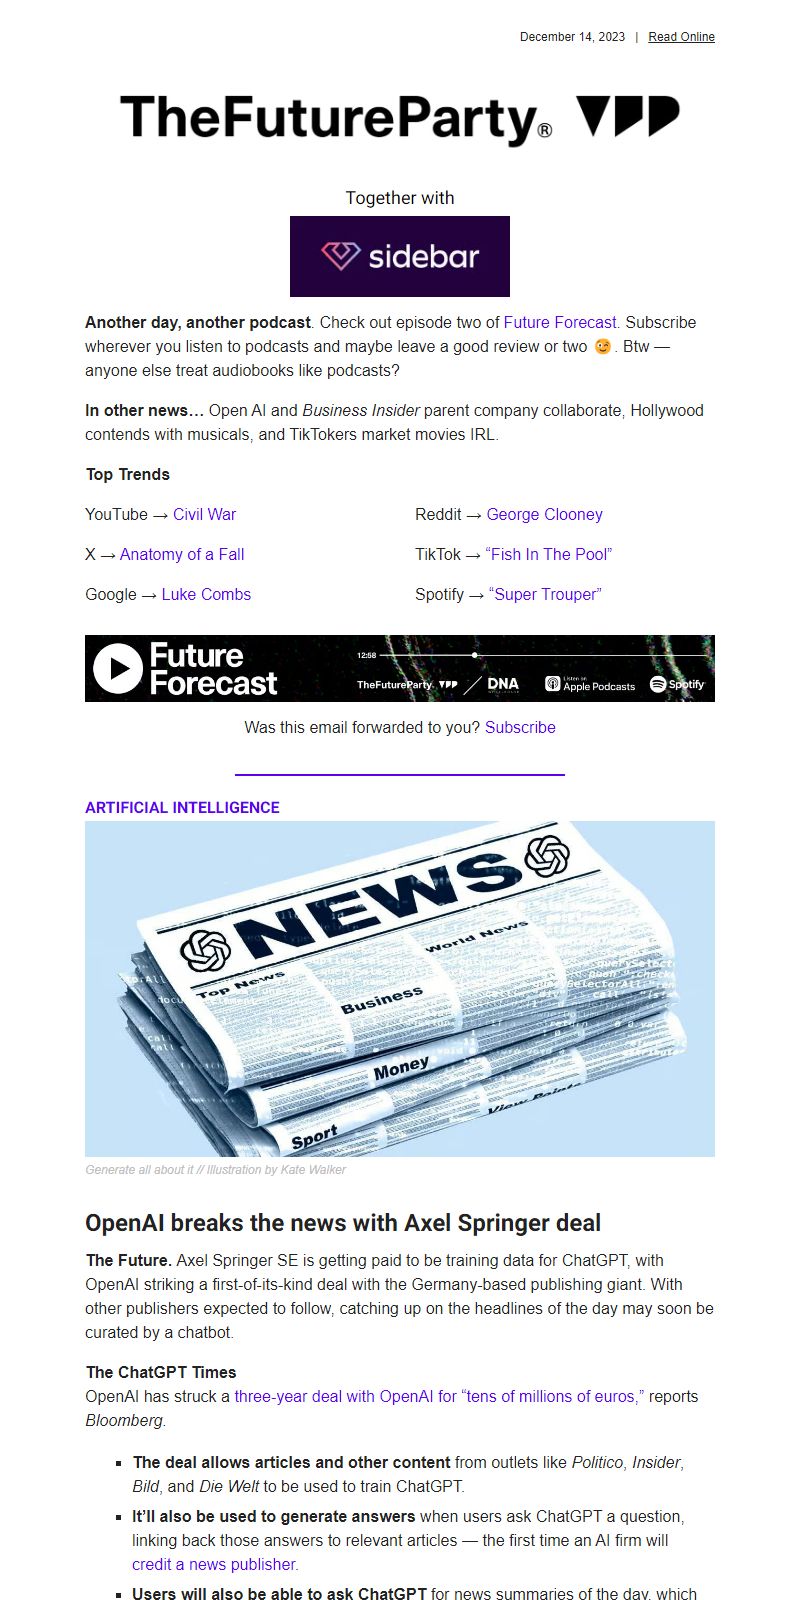 December 14, 2023 | Read Online
TheFutureParty®
Together with
sidebar
Another day, another podcast. Check out episode two of Future Forecast. Subscribe
wherever you listen to podcasts and maybe leave a good review or two 😉. Btw —
anyone else treat audiobooks like podcasts?
In other news… Open AI and Business Insider parent company collaborate, Hollywood
contends with musicals, and TikTokers market movies IRL.
Top Trends
YouTube → Civil War
Reddit → George Clooney
X → Anatomy of a Fall
TikTok → “Fish In The Pool”
Google → Luke Combs
Spotify → “Super Trouper”
Future
Forecast
12:58
TheFutureParty
DNA
Listen on
Apple Podcasts
Spotify
Was this email forwarded to you? Subscribe
ARTIFICIAL INTELLIGENCE
NEWS
Top News
World News
Business
Money
View Points
Sport
Generate all about it // Illustration by Kate Walker
OpenAI breaks the news with Axel Springer deal
The Future. Axel Springer SE is getting paid to be training data for ChatGPT, with
OpenAI striking a first-of-its-kind deal with the Germany-based publishing giant. With
other publishers expected to follow, catching up on the headlines of the day may soon be
curated by a chatbot.
The ChatGPT Times
OpenAI has struck a three-year deal with OpenAI for “tens of millions of euros,” reports
Bloomberg.
▪ The deal allows articles and other content from outlets like Politico, Insider,
Bild, and Die Welt to be used to train ChatGPT.
▪ It’ll also be used to generate answers when users ask ChatGPT a question,
linking back those answers to relevant articles — the first time an AI firm will
credit a news publisher.
▪ Users will also be able to ask ChatGPT for news summaries of the day, which